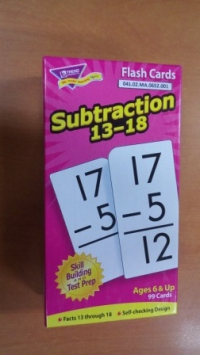 TREND
Flash Cards
Subtraction
13-18
17
-5
17
-5
12
Skill
Building
Test Prep
Ages 6 & Up
99 Cards
Facts 13 through 18
Self-checking Design